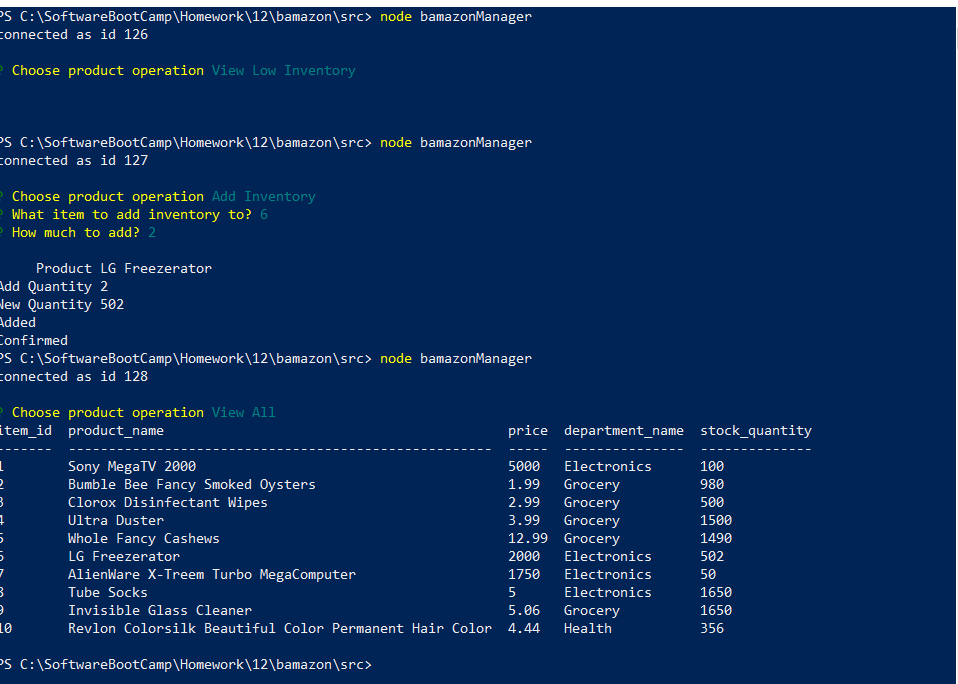 PS C:\SoftwareBootCamp\Homework\12\bamazon\src> node bamazonManager
connected as id 126
? Choose product operation View Low Inventory
PS C:\SoftwareBootCamp\Homework\12\bamazon\src> node bamazonManager
connected as id 127
? Choose product operation Add Inventory
? What item to add inventory to? 6
? How much to add? 2
Product LG Freezerator
Add Quantity 2
New Quantity 502
Added
Confirmed
PS C:\SoftwareBootCamp\Homework\12\bamazon\src> node bamazonManager
connected as id 128
? Choose product operation View All
item_id  product_name                                           price  department_name  stock_quantity
-------  -----------------------------------------------------  -----  ---------------  --------------
1        Sony MegaTV 2000                                       5000   Electronics      100
2        Bumble Bee Fancy Smoked Oysters                        1.99   Grocery          980
3        Clorox Disinfectant Wipes                              2.99   Grocery          500
4        Ultra Duster                                           3.99   Grocery          1500
5        Whole Fancy Cashews                                    12.99  Grocery          1490
6        LG Freezerator                                         2000   Electronics      502
7        AlienWare X-Treem Turbo MegaComputer                   1750   Electronics      50
8        Tube Socks                                             5      Electronics      1650
9        Invisible Glass Cleaner                                5.06   Grocery          1650
10       Revlon Colorsilk Beautiful Color Permanent Hair Color  4.44   Health           356
PS C:\SoftwareBootCamp\Homework\12\bamazon\src>